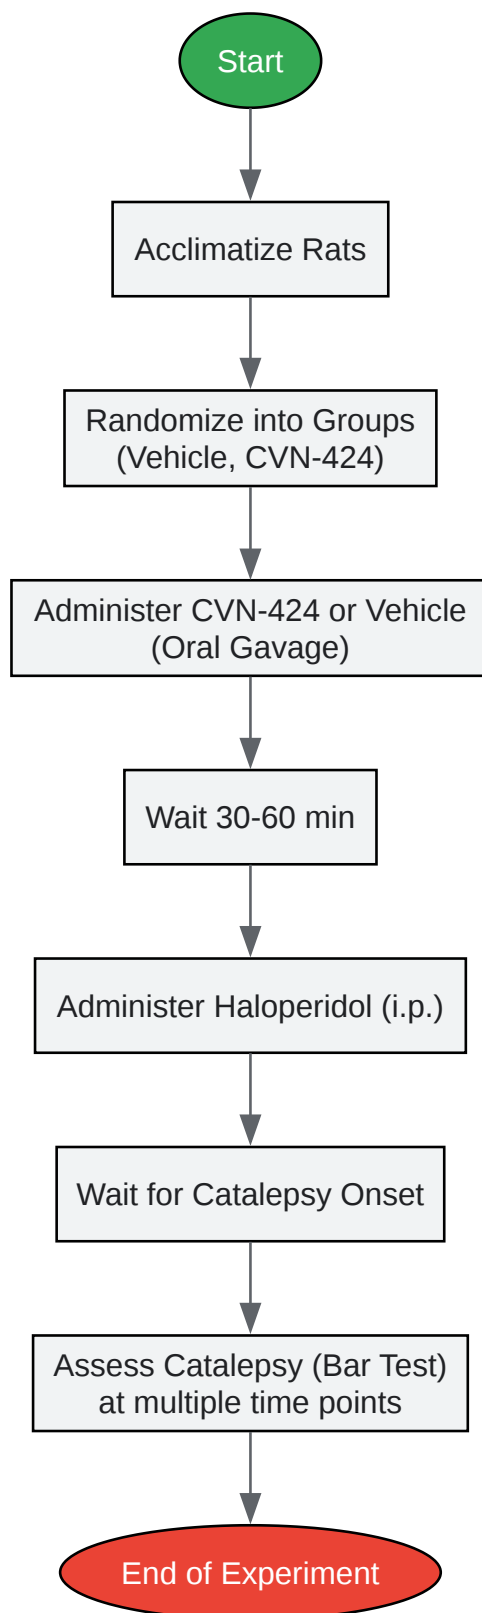 Start
Acclimatize Rats
Randomize into Groups
(Vehicle, CVN-424)
Administer CVN-424 or Vehicle
(Oral Gavage)
Wait 30-60 min
Administer Haloperidol (i.p.)
Wait for Catalepsy Onset
Assess Catalepsy (Bar Test)
at multiple time points
End of Experiment